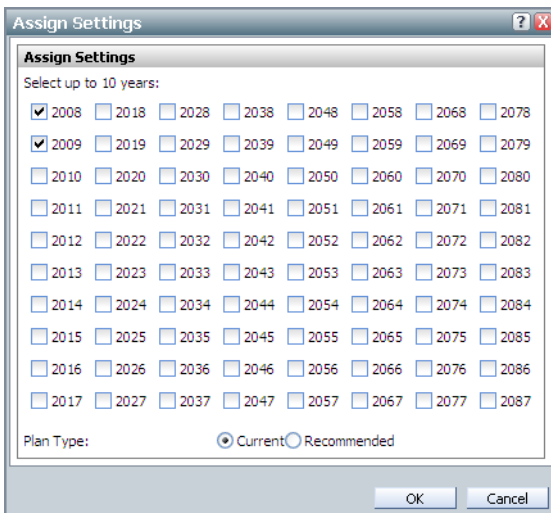 Assign Settings
Assign Settings
Select up to 10 years:
2008 2018 2028 2038 2048 2058 2068 2078
2009 2019 2029 2039 2049 2059 2069 2079
2010 2020 2030 2040 2050 2060 2070 2080
2011 2021 2031 2041 2051 2061 2071 2081
2012 2022 2032 2042 2052 2062 2072 2082
2013 2023 2033 2043 2053 2063 2073 2083
2014 2024 2034 2044 2054 2064 2074 2084
2015 2025 2035 2045 2055 2065 2075 2085
2016 2026 2036 2046 2056 2066 2076 2086
2017 2027 2037 2047 2057 2067 2077 2087
Plan Type: Current Recommended
OK Cancel